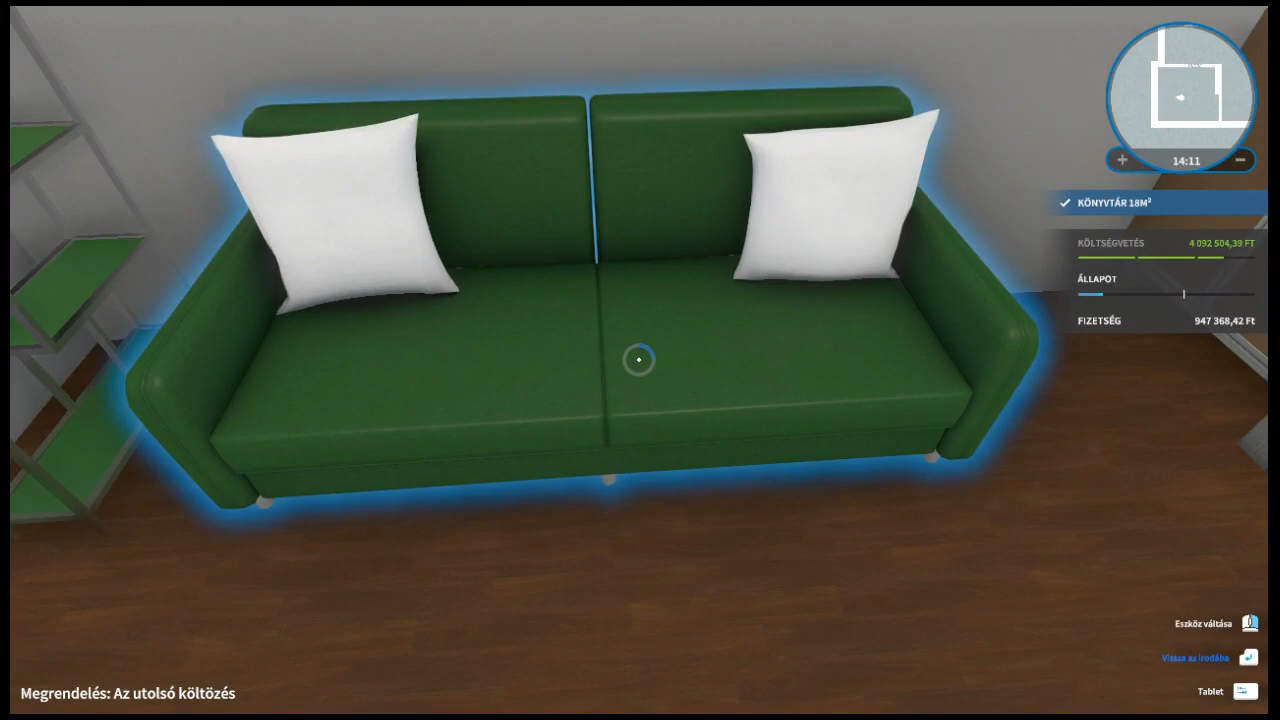 14:11
KÖNYVTÁR 18M²
KÖLTSÉGVETÉS 4 092 504,39 FT
ÁLLAPOT
FIZETSÉG 947 368,42 Ft
Eszköz váltása
Vissza az irodába
Tablet
Megrendelés: Az utolsó költözés